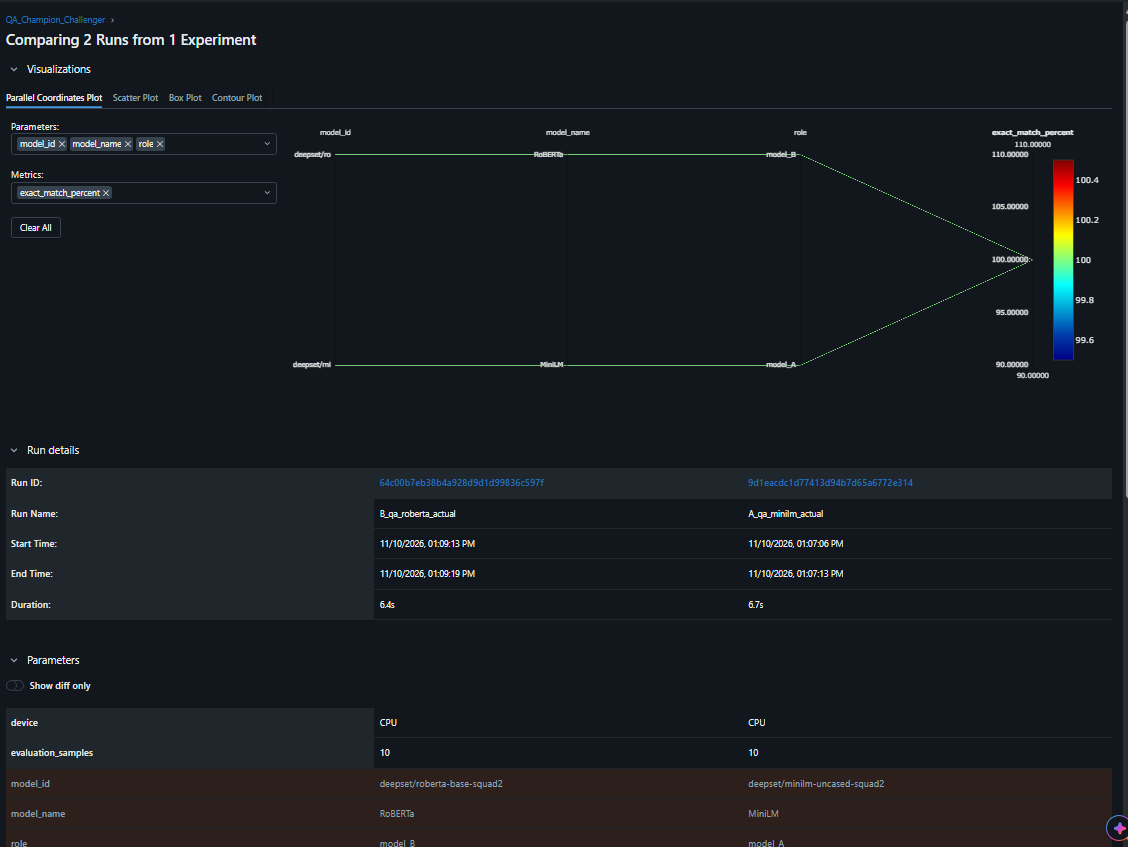 QA_Champion_Challenger ›
Comparing 2 Runs from 1 Experiment
Visualizations
Parallel Coordinates Plot Scatter Plot Box Plot Contour Plot
Parameters:
model_id × model_name × role ×
Metrics:
exact_match_percent ×
Clear All
model_id model_name role exact_match_percent
110.00000
deepset/ro RoBERTa model_B 110.00000
105.00000
100.00000
95.00000
deepset/mi MiniLM model_A 90.00000
90.00000
100.4
100.2
100
99.8
99.6
Run details
Run ID: 64c00b7eb38b4a928d9d1d99836c597f 9d1eacdc1d77413d94b7d65a6772e314
Run Name: B_qa_roberta_actual A_qa_minilm_actual
Start Time: 11/10/2026, 01:09:13 PM 11/10/2026, 01:07:06 PM
End Time: 11/10/2026, 01:09:19 PM 11/10/2026, 01:07:13 PM
Duration: 6.4s 6.7s
Parameters
Show diff only
device CPU CPU
evaluation_samples 10 10
model_id deepset/roberta-base-squad2 deepset/minilm-uncased-squad2
model_name RoBERTa MiniLM
role model_B model_A